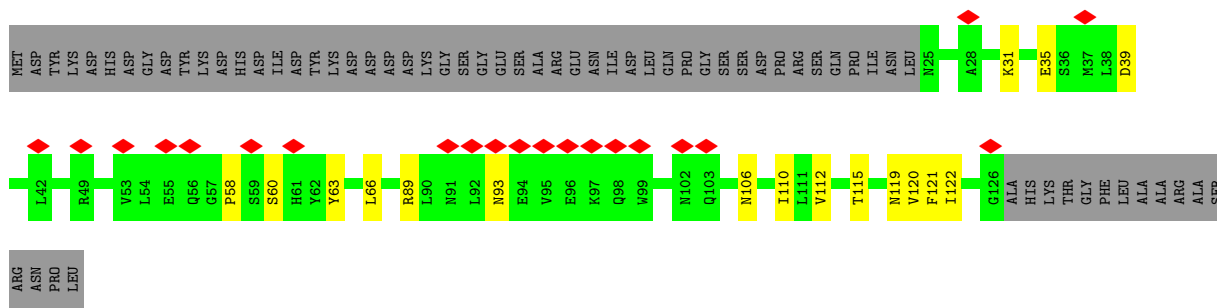 MET ASP TYR LYS ASP HIS ASP GLY ASP TYR LYS ASP HIS ASP ILE ASP TYR LYS ASP ASP ASP ASP LYS GLY SER GLY GLU SER ALA ARG GLU ASN ILE ASP LEU GLN PRO GLY SER SER ASP PRO ARG SER GLN PRO ILE ASN LEU N25 A28 K31 E35 S36 M37 L38 D39
L42 R49 V53 L54 E55 Q56 G57 P58 S59 S60 H61 Y62 Y63 L66 R89 L90 N91 L92 N93 E94 V95 E96 K97 Q98 W99 N102 Q103 N106 I110 L111 V112 T115 N119 V120 F121 I122 G126 ALA HIS LYS THR GLY PHE LEU ALA ALA ARG ALA SER
ARG ASN PRO LEU